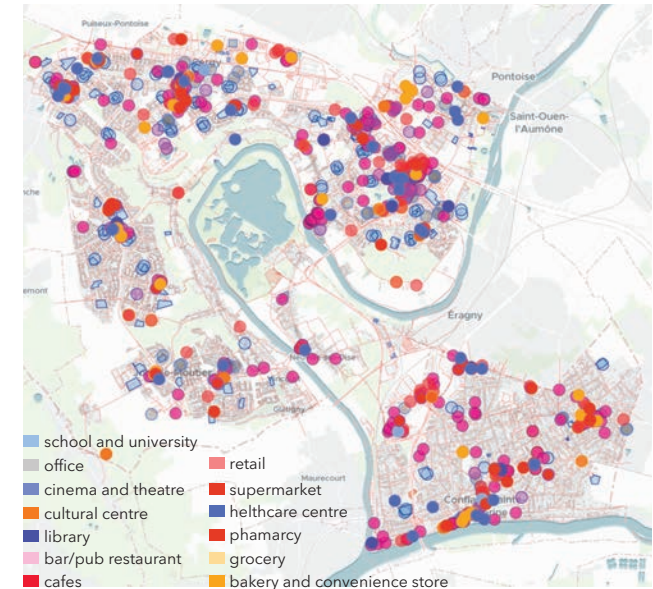 Puiseux-Pontoise
Pontoise
Saint-Ouen-
l'Aumône
Éragny
Maurecourt
school and university
office
cinema and theatre
cultural centre
library
bar/pub restaurant
cafes
retail
supermarket
helthcare centre
phamarcy
grocery
bakery and convenience store